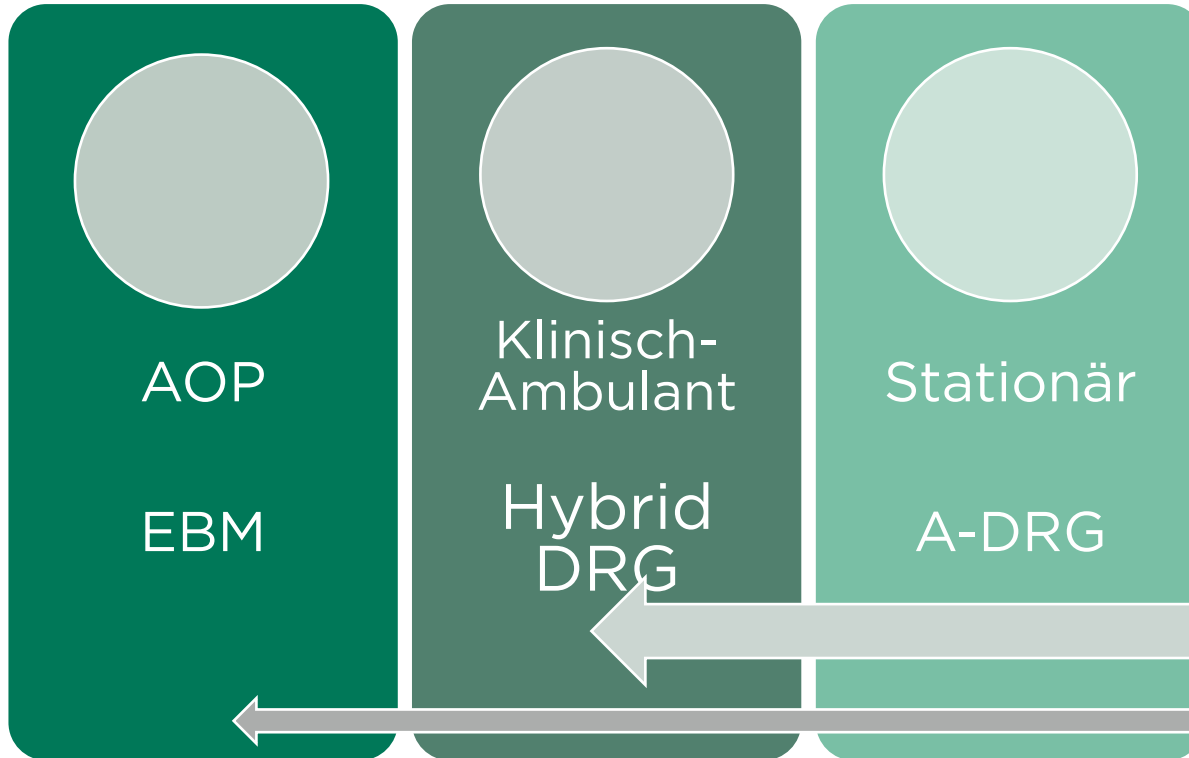 AOP
EBM
Klinisch-
Ambulant
Hybrid
DRG
Stationär
A-DRG